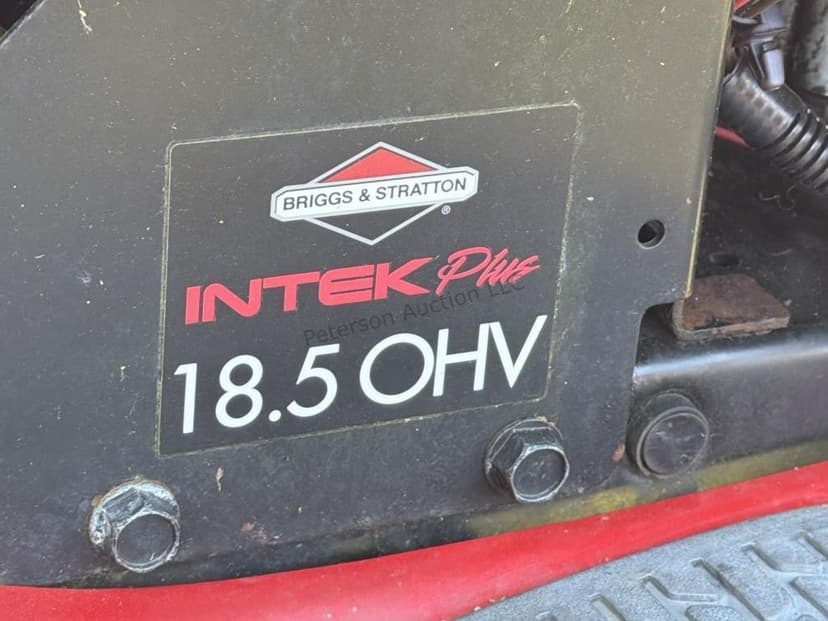 BRIGGS & STRATTON
®
INTEK Plus
Peterson Auction LLC
18.5 OHV